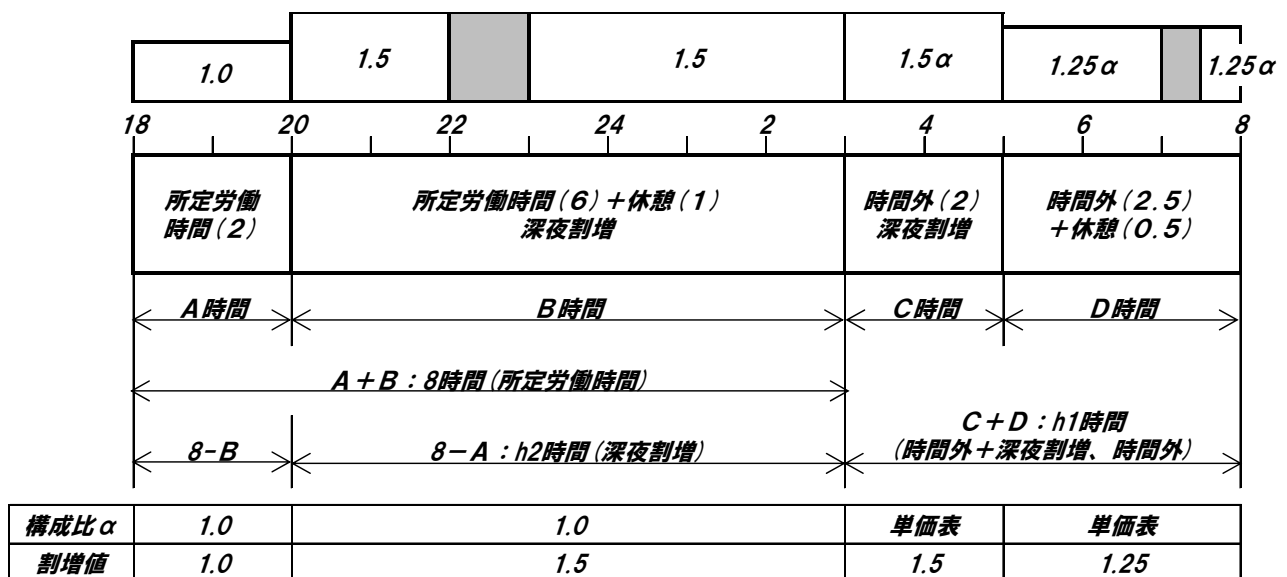 1.0
1.5
1.5
1.5α
1.25α
1.25α
18 20 22 24 2 4 6 8
所定労働
時間(2)
所定労働時間(6)+休憩(1)
深夜割増
時間外(2)
深夜割増
時間外(2.5)
+休憩(0.5)
A時間
B時間
C時間
D時間
A+B:8時間(所定労働時間)
C+D:h1時間
(時間外+深夜割増、時間外)
8-B
8-A:h2時間(深夜割増)
構成比α 1.0 1.0 単価表 単価表
割増値 1.0 1.5 1.5 1.25